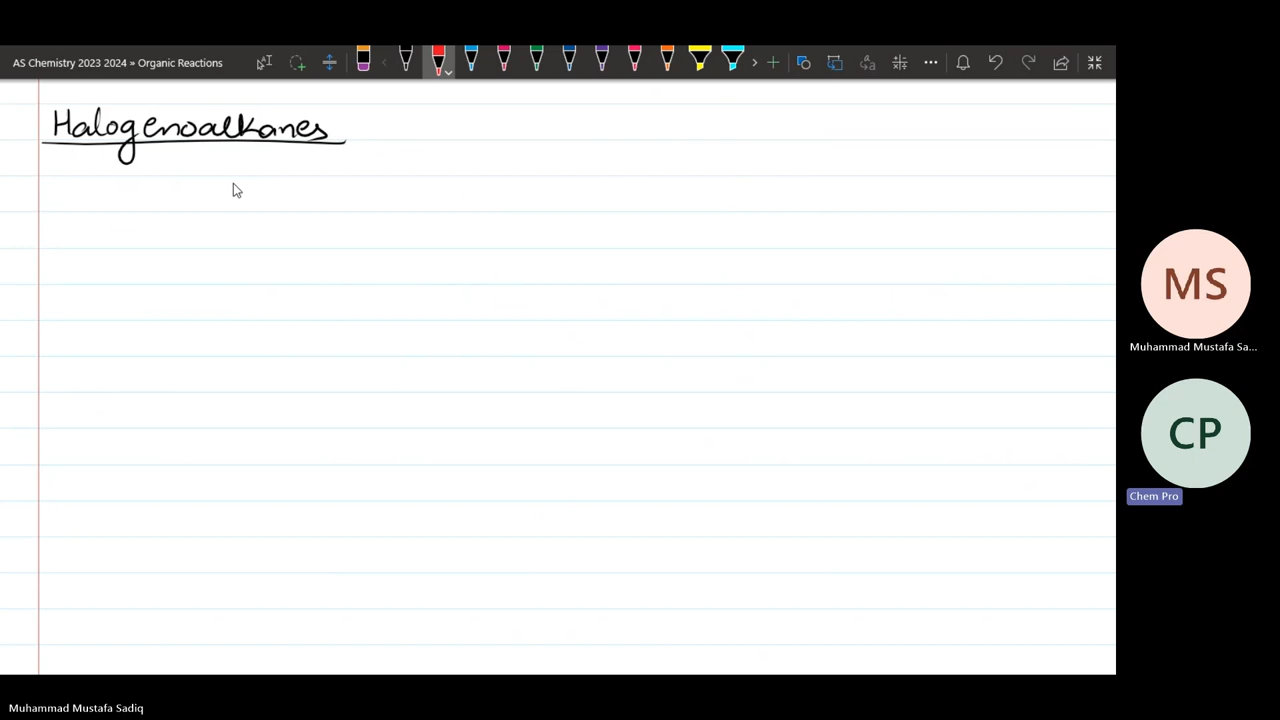 AS Chemistry 2023 2024 » Organic Reactions
Halogenoalkanes
MS
Muhammad Mustafa Sa...
CP
Chem Pro
Muhammad Mustafa Sadiq